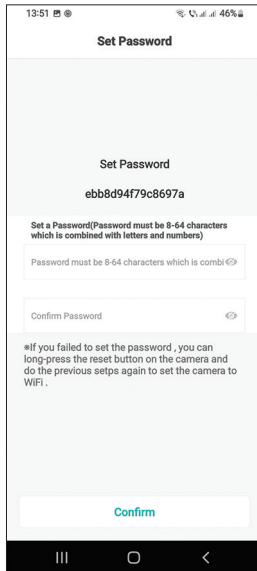 13:51
46%
Set Password
Set Password
ebb8d94f79c8697a
Set a Password(Password must be 8-64 characters
which is combined with letters and numbers)
Password must be 8-64 characters which is combi
Confirm Password
※If you failed to set the password , you can
long-press the reset button on the camera and
do the previous setps again to set the camera to
WiFi .
Confirm